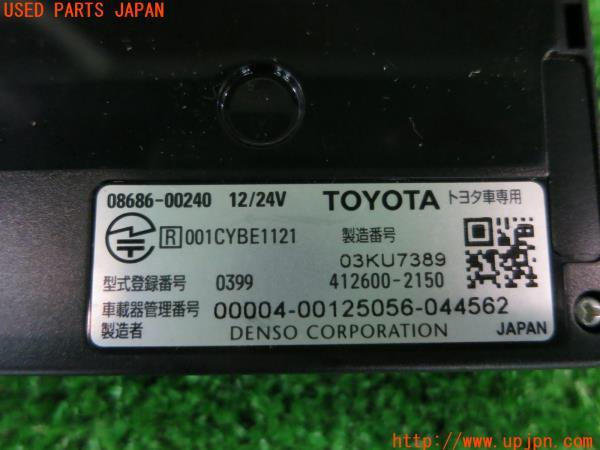 USED PARTS JAPAN
08686-00240 12/24V TOYOTA トヨタ車専用
R 001CYBE1121 製造番号
03KU7389
型式登録番号 0399 412600-2150
車載器管理番号 00004-00125056-044562
製造者 DENSO CORPORATION JAPAN
http://www.upjpn.com